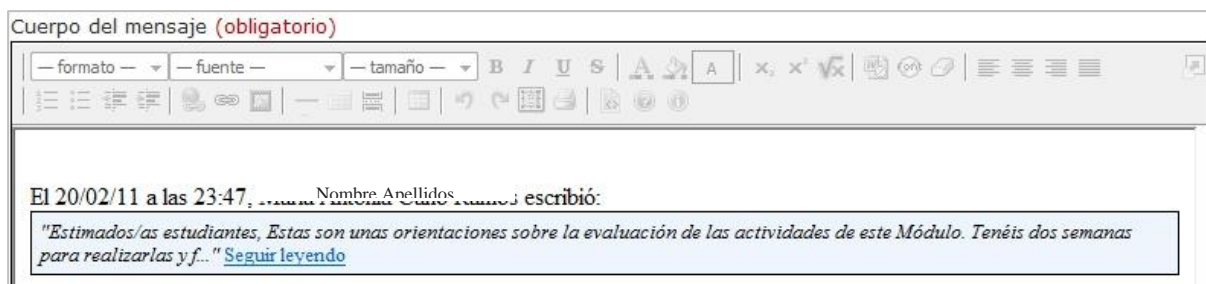 Cuerpo del mensaje (obligatorio)
— formato — — fuente — — tamaño — B I U S A A x₂ x² √x
El 20/02/11 a las 23:47, Nombre Apellidos escribió:
"Estimados/as estudiantes, Estas son unas orientaciones sobre la evaluación de las actividades de este Módulo. Tenéis dos semanas
para realizarlas y f..." Seguir leyendo